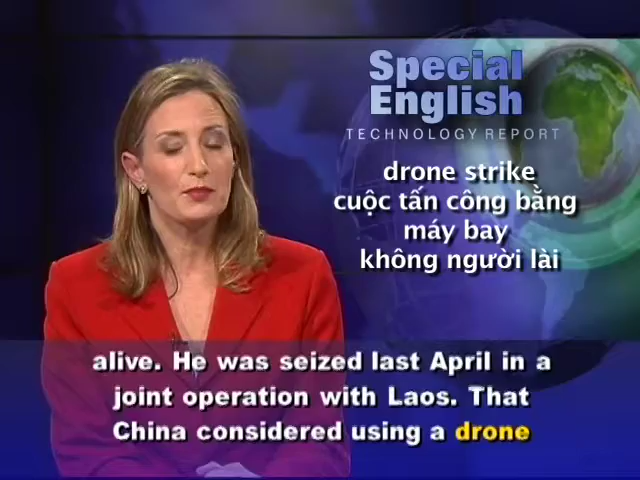 Special
English
TECHNOLOGY REPORT
drone strike
cuộc tấn công bằng
máy bay
không người lài
alive. He was seized last April in a
joint operation with Laos. That
China considered using a drone